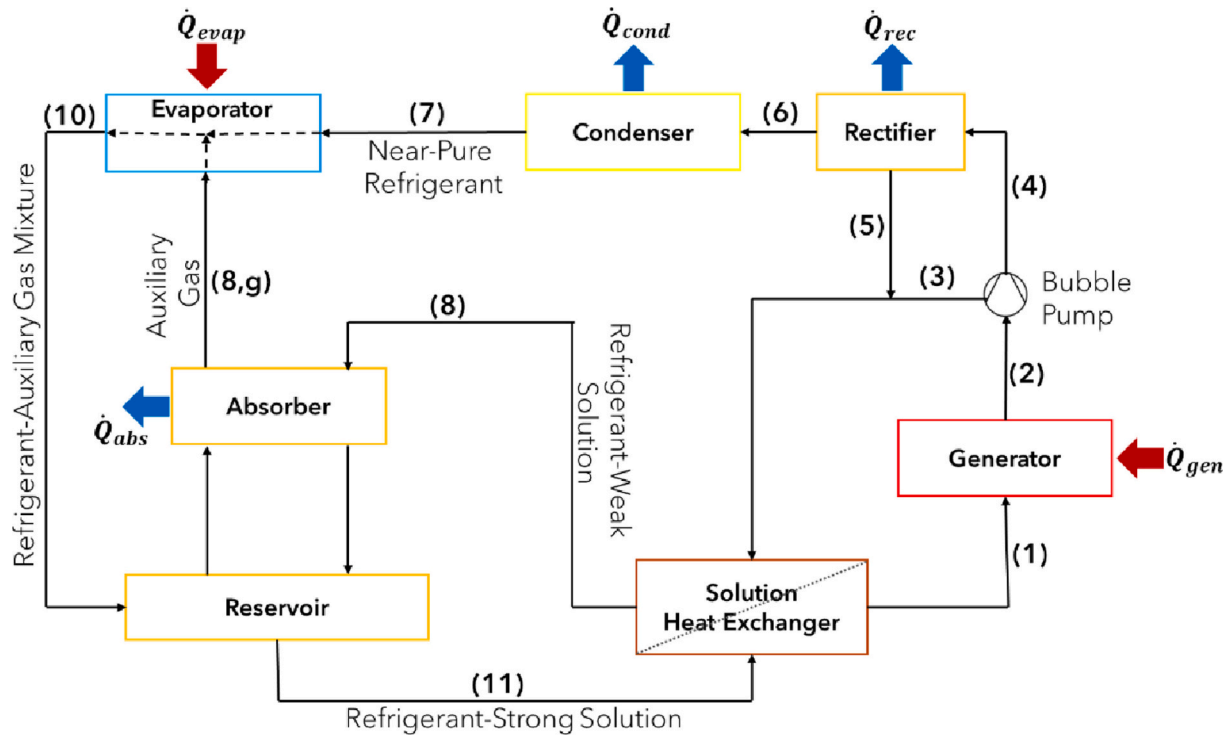 Q̇evap
Q̇cond
Q̇rec
(10)
Evaporator
(7)
Condenser
(6)
Rectifier
Near-Pure
Refrigerant
(4)
(5)
Refrigerant-Auxiliary Gas Mixture
Auxiliary
Gas
(8,g)
(8)
(3)
Bubble
Pump
(2)
Refrigerant-Weak
Solution
Absorber
Q̇abs
Generator
Q̇gen
(1)
Reservoir
Solution
Heat Exchanger
(11)
Refrigerant-Strong Solution